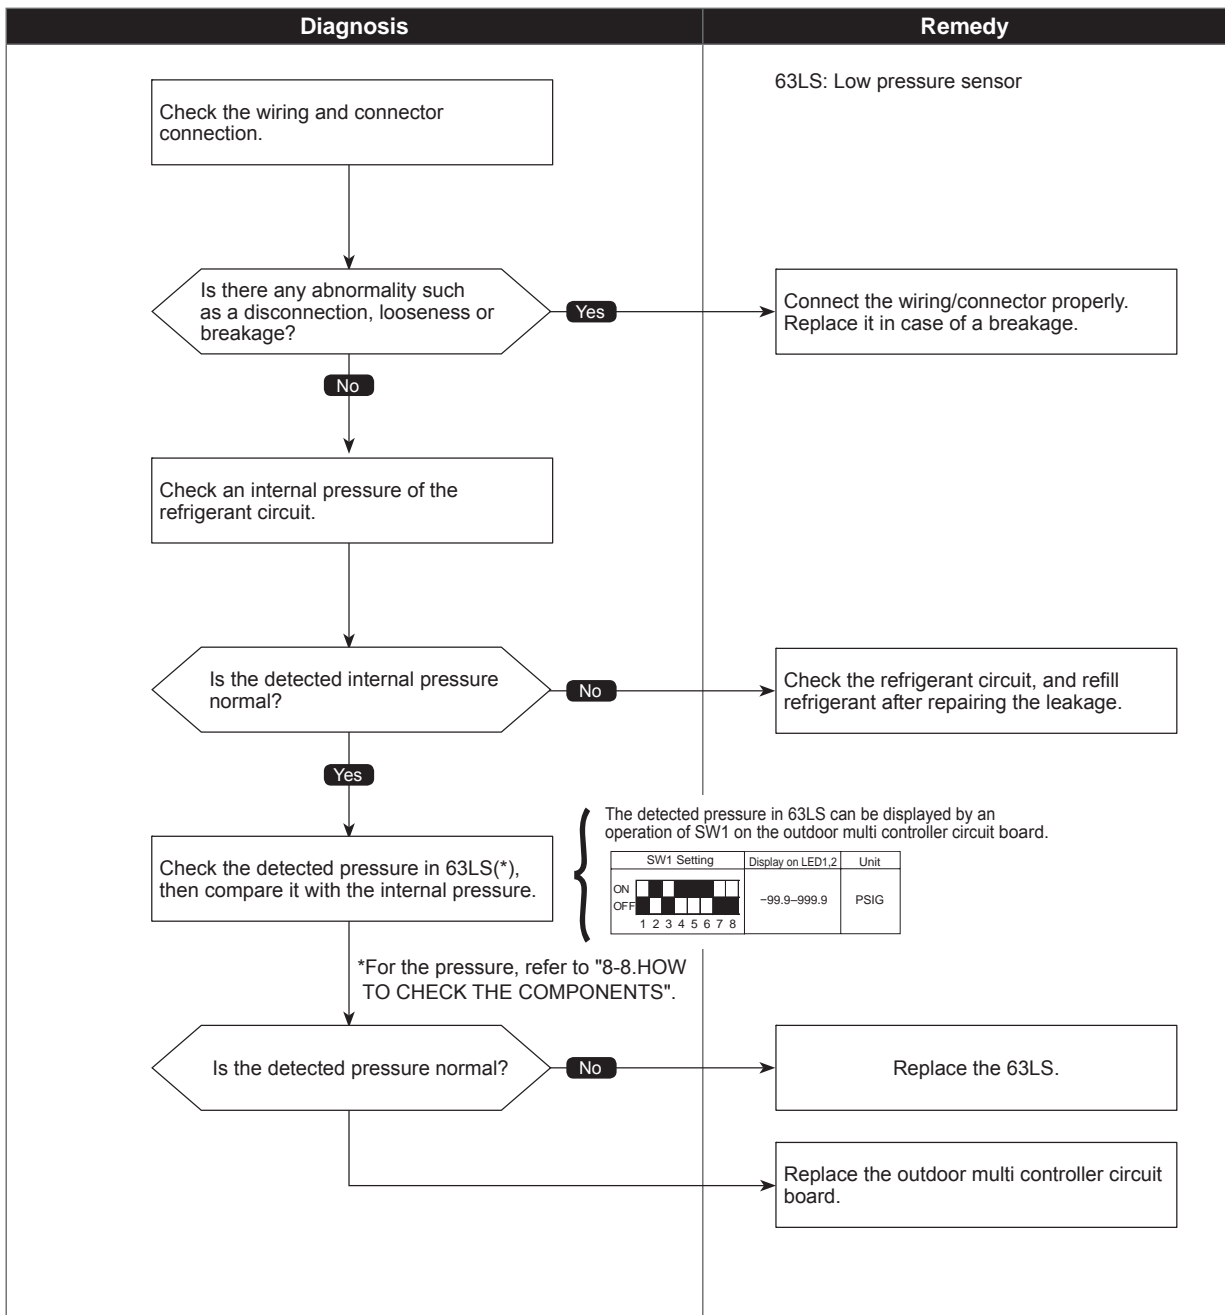 Diagnosis
Remedy
63LS: Low pressure sensor
Check the wiring and connector
connection.
Is there any abnormality such
as a disconnection, looseness or
breakage?
Yes
Connect the wiring/connector properly.
Replace it in case of a breakage.
No
Check an internal pressure of the
refrigerant circuit.
Is the detected internal pressure
normal?
No
Check the refrigerant circuit, and refill
refrigerant after repairing the leakage.
Yes
The detected pressure in 63LS can be displayed by an
operation of SW1 on the outdoor multi controller circuit board.
Check the detected pressure in 63LS(*),
then compare it with the internal pressure.
SW1 Setting
Display on LED1,2
Unit
ON
OFF
1 2 3 4 5 6 7 8
−99.9–999.9
PSIG
*For the pressure, refer to "8-8.HOW
TO CHECK THE COMPONENTS".
Is the detected pressure normal?
No
Replace the 63LS.
Replace the outdoor multi controller circuit
board.